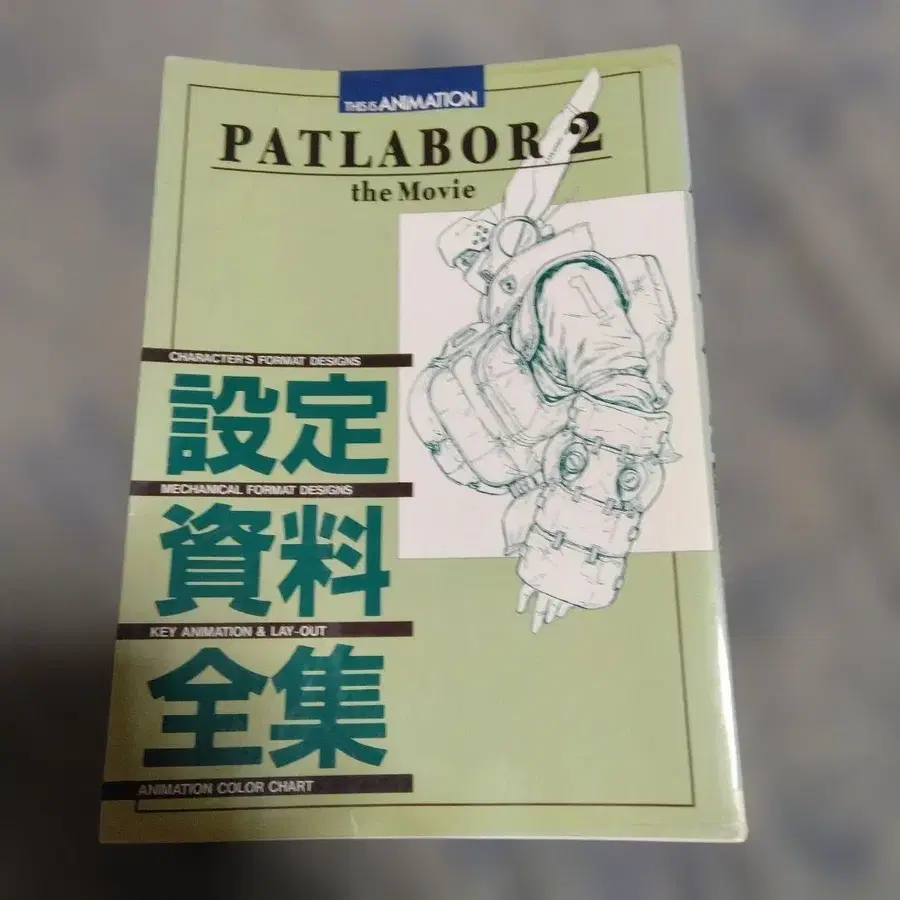 THIS IS ANIMATION
PATLABOR 2
the Movie
CHARACTER'S FORMAT DESIGNS
設定
MECHANICAL FORMAT DESIGNS
資料
KEY ANIMATION & LAY-OUT
全集
ANIMATION COLOR CHART